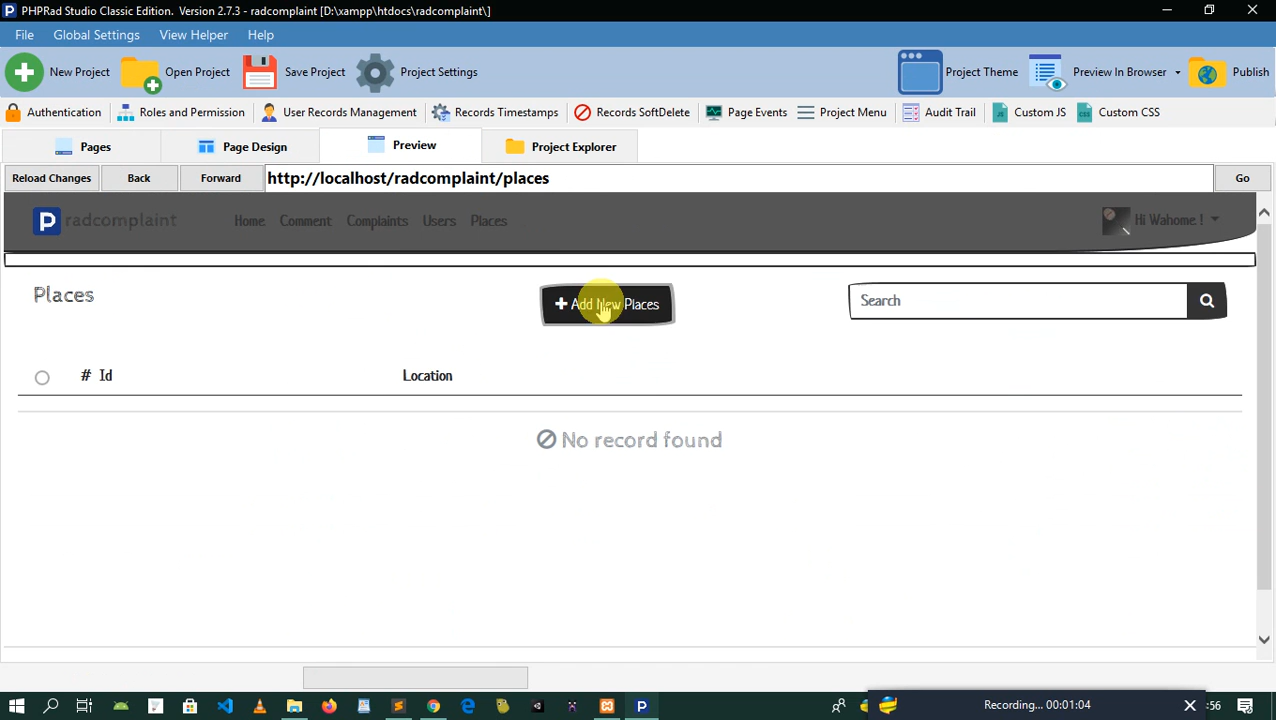 PHPRad Studio Classic Edition. Version 2.7.3 - radcomplaint [D:\xampp\htdocs\radcomplaint\]
File Global Settings View Helper Help
New Project Open Project Save Project Project Settings Theme Preview In Browser Publish
Authentication Roles and Permission User Records Management Records Timestamps Records SoftDelete Page Events Project Menu Audit Trail Custom JS Custom CSS
Pages Page Design Preview Project Explorer
Reload Changes Back Forward http://localhost/radcomplaint/places Go
radcomplaint Home Comment Complaints Users Places Hi Wahome !
Places Add New Places Search
# Id Location
No record found
Recording... 00:01:04 :56